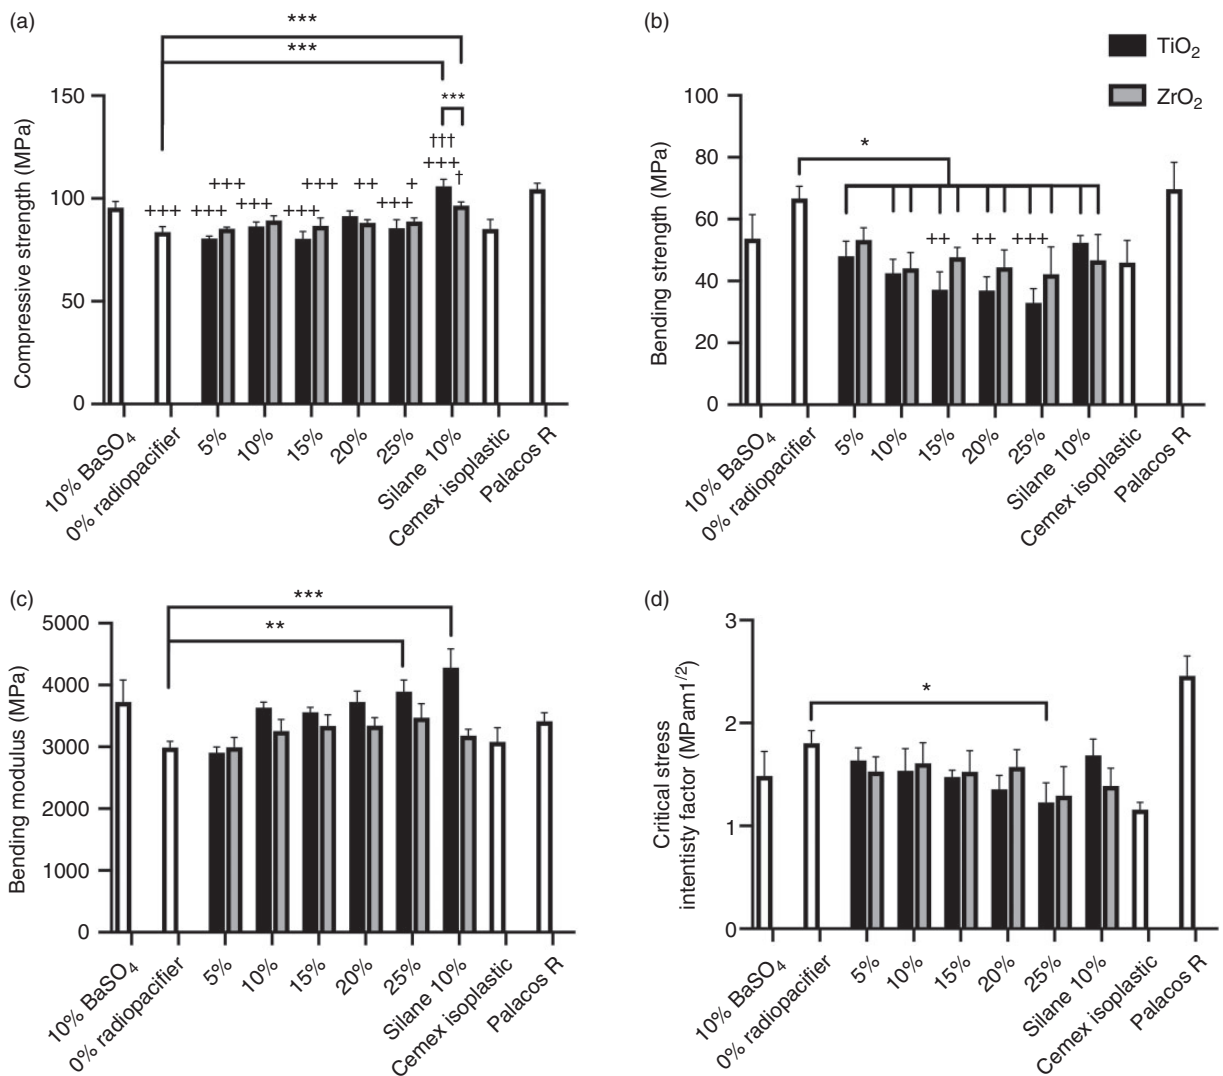 (a)
***
***
***
†††
+++
†
+++
+++
++
+
+++
+++
+++
+++
+++
Compressive strength (MPa)
150
100
50
0
10% BaSO4
0% radiopacifier
5%
10%
15%
20%
25%
Silane 10%
Cemex isoplastic
Palacos R
(b)
TiO2
ZrO2
*
++
++
+++
Bending strength (MPa)
100
80
60
40
20
0
10% BaSO4
0% radiopacifier
5%
10%
15%
20%
25%
Silane 10%
Cemex isoplastic
Palacos R
(c)
***
**
Bending modulus (MPa)
5000
4000
3000
2000
1000
0
10% BaSO4
0% radiopacifier
5%
10%
15%
20%
25%
Silane 10%
Cemex isoplastic
Palacos R
(d)
*
Critical stress
intentisty factor (MPam1/2)
3
2
1
0
10% BaSO4
0% radiopacifier
5%
10%
15%
20%
25%
Silane 10%
Cemex isoplastic
Palacos R